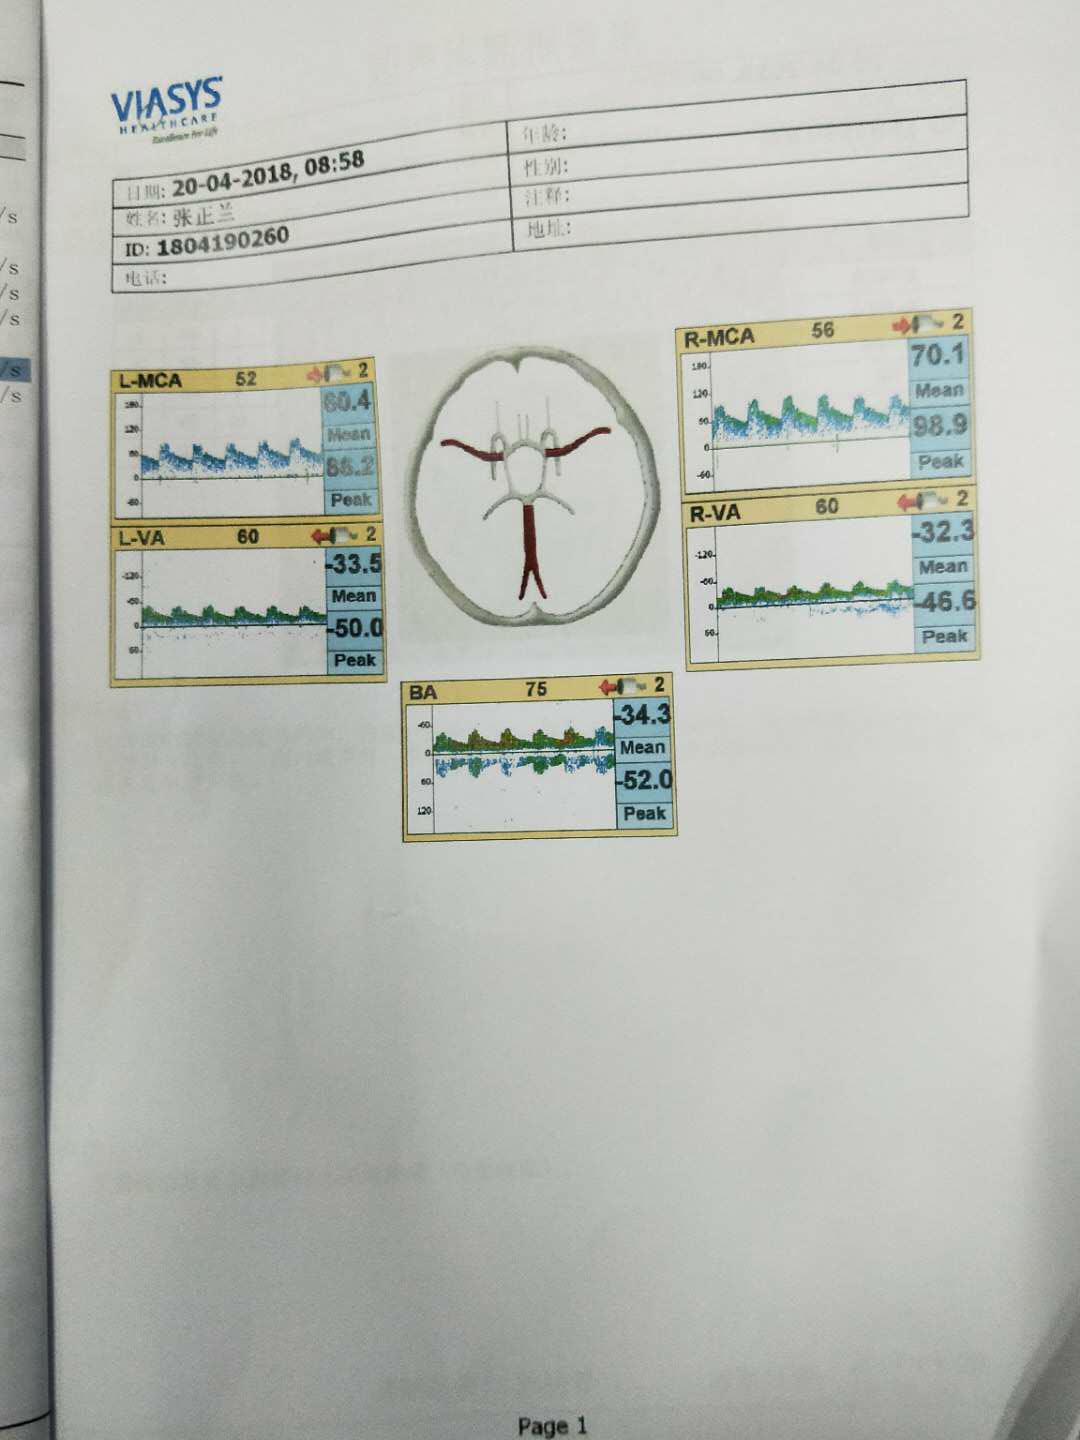 /s
/s
/s
/s
/s
/s
VIASYS
HEALTHCARE
Excellence For Life
日期: 20-04-2018, 08:58
年龄:
姓名: 张正兰
性别:
ID: 1804190260
注释:
电话:
地址:
L-MCA 52 2
180
120
60
0
-60
60.4
Mean
Peak
R-MCA 56 2
180
120
60
0
-60
70.1
Mean
98.9
Peak
L-VA 60 2
-120
-60
0
60
-33.5
Mean
-50.0
Peak
R-VA 60 2
-120
-60
0
60
-32.3
Mean
-46.6
Peak
BA 75 2
-60
0
60
120
-34.3
Mean
-52.0
Peak
Page 1